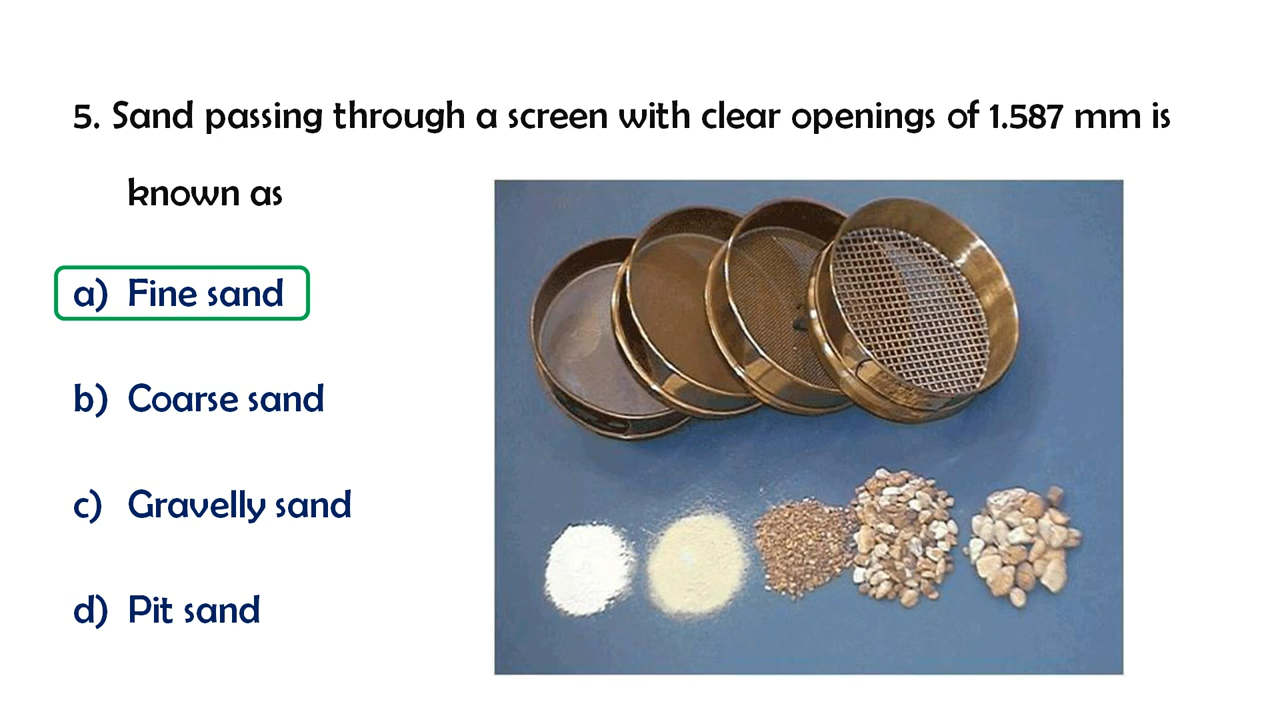 5. Sand passing through a screen with clear openings of 1.587 mm is
known as
a) Fine sand
b) Coarse sand
c) Gravelly sand
d) Pit sand